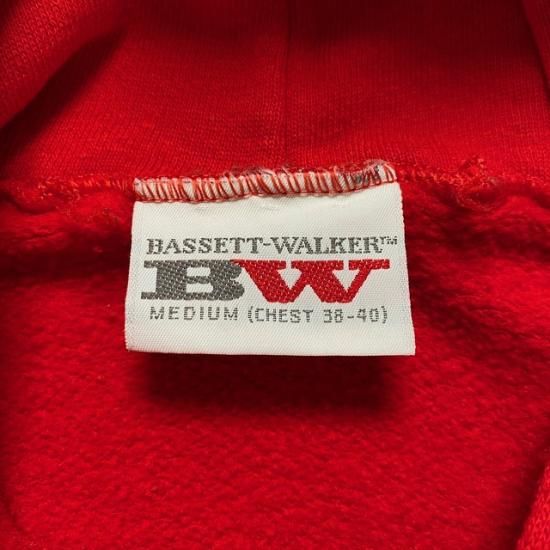 BASSETT-WALKER™
BW
MEDIUM (CHEST 38-40)